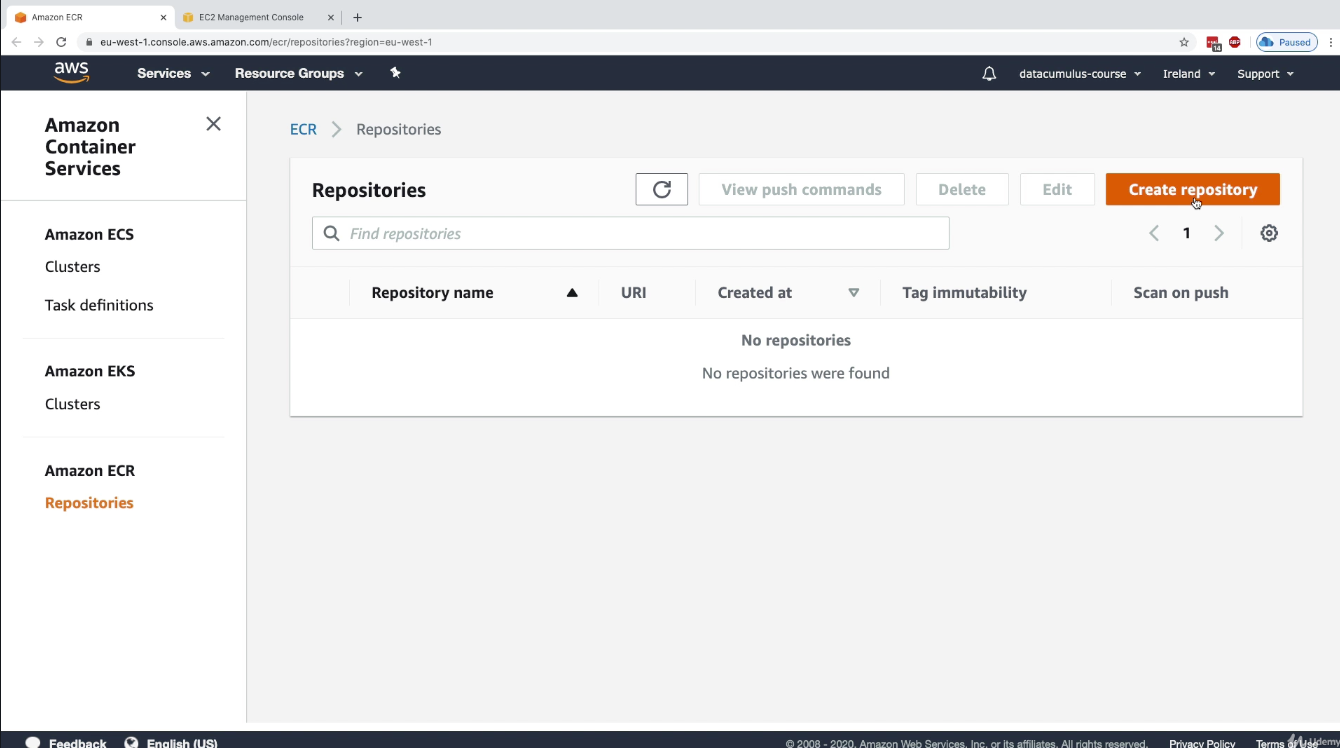 Amazon ECR
EC2 Management Console
eu-west-1.console.aws.amazon.com/ecr/repositories?region=eu-west-1
14
ABP
Paused
aws
Services
Resource Groups
datacumulus-course
Ireland
Support
Amazon
Container
Services
Amazon ECS
Clusters
Task definitions
Amazon EKS
Clusters
Amazon ECR
Repositories
ECR
Repositories
Repositories
View push commands
Delete
Edit
Create repository
Find repositories
1
Repository name
URI
Created at
Tag immutability
Scan on push
No repositories
No repositories were found
Feedback
English (US)
© 2008 - 2020, Amazon Web Services, Inc. or its affiliates. All rights reserved.
Privacy Policy
Terms of Use
Udemy